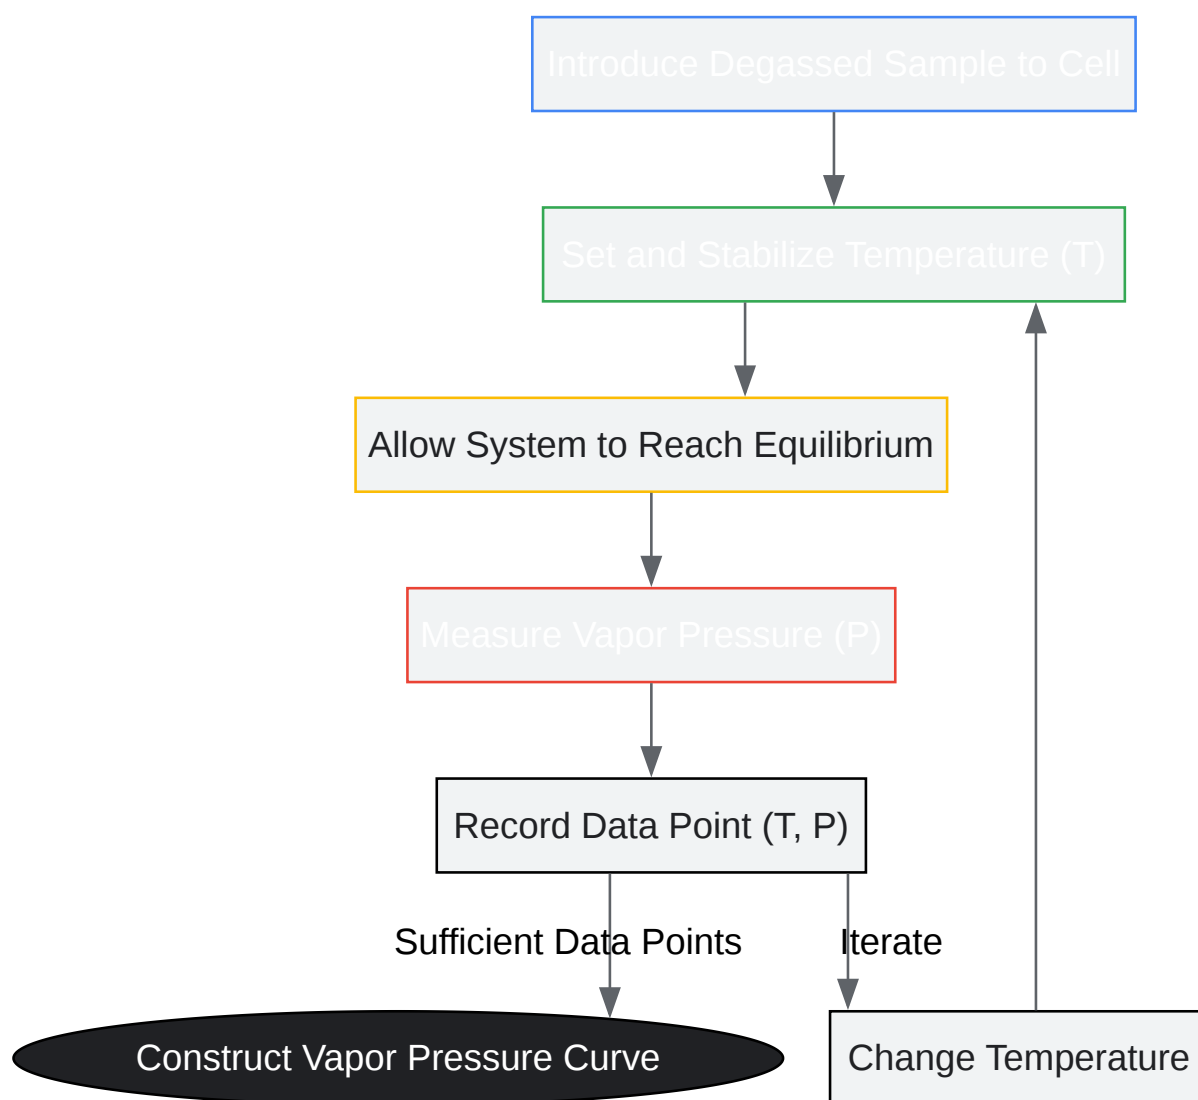 Introduce Degassed Sample to Cell
Set and Stabilize Temperature (T)
Allow System to Reach Equilibrium
Measure Vapor Pressure (P)
Record Data Point (T, P)
Sufficient Data Points
Iterate
Construct Vapor Pressure Curve
Change Temperature